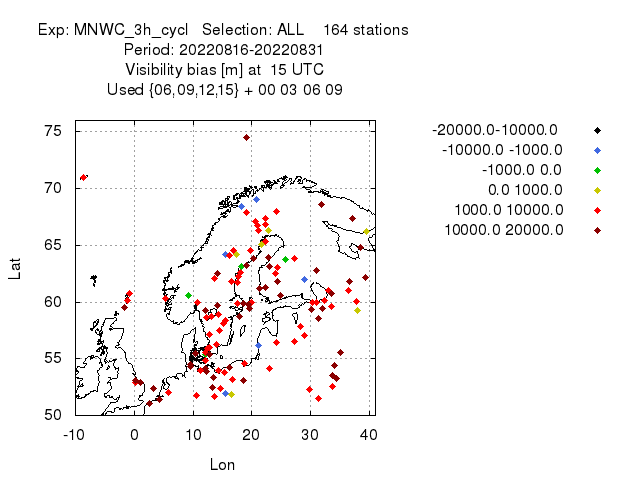 Exp: MNWC_3h_cycl   Selection: ALL    164 stations
Period: 20220816-20220831
Visibility bias [m] at  15 UTC
Used {06,09,12,15} + 00 03 06 09
-20000.0-10000.0
-10000.0 -1000.0
-1000.0 0.0
0.0 1000.0
1000.0 10000.0
10000.0 20000.0
75
70
65
60
55
50
Lat
-10 0 10 20 30 40
Lon